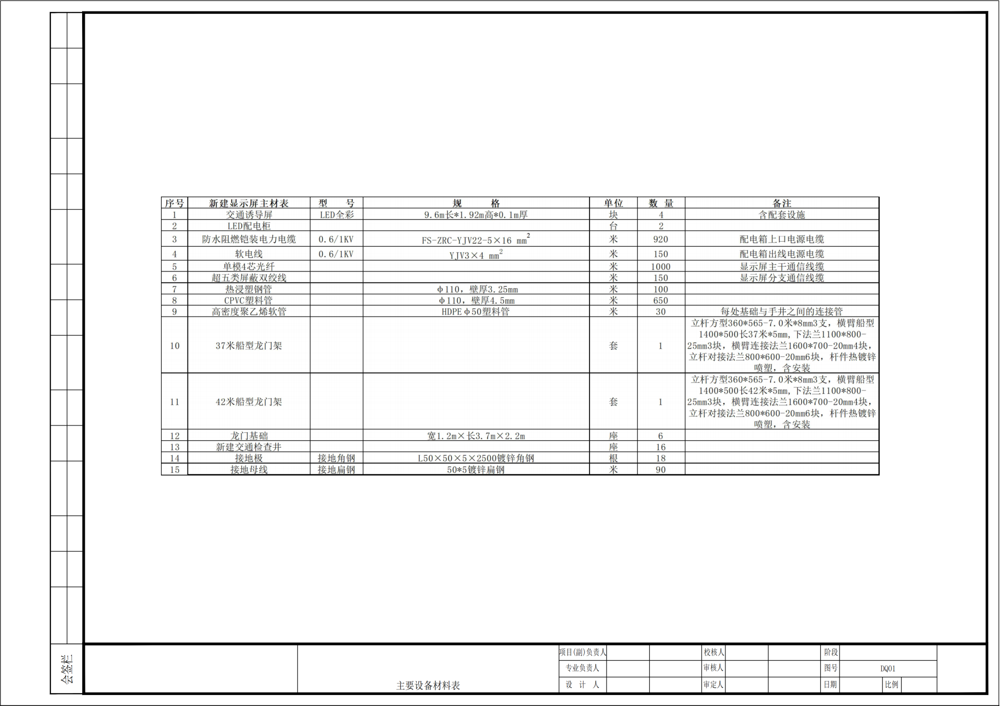 序号 新建显示屏主材表 型 号 规 格 单位 数 量 备注
1 交通诱导屏 LED全彩 9.6m长*1.92m高*0.1m厚 块 4 含配套设施
2 LED配电柜 台 2
3 防水阻燃铠装电力电缆 0.6/1KV FS-ZRC-YJV22-5×16 mm² 米 920 配电箱上口电源电缆
4 软电线 0.6/1KV YJV3×4 mm² 米 150 配电箱出线电源电缆
5 单模4芯光纤 米 1000 显示屏主干通信线缆
6 超五类屏蔽双绞线 米 150 显示屏分支通信线缆
7 热浸塑钢管 φ110，壁厚3.25mm 米 100
8 CPVC塑料管 φ110，壁厚4.5mm 米 650
9 高密度聚乙烯软管 HDPEφ50塑料管 米 30 每处基础与手井之间的连接管
10 37米船型龙门架 套 1 立杆方型360*565-7.0米*8mm3支，横臂船型
1400*500长37米*5mm,下法兰1100*800-
25mm3块，横臂连接法兰1600*700-20mm4块，
立杆对接法兰800*600-20mm6块，杆件热镀锌
喷塑，含安装
11 42米船型龙门架 套 1 立杆方型360*565-7.0米*8mm3支，横臂船型
1400*500长42米*5mm,下法兰1100*800-
25mm3块，横臂连接法兰1600*700-20mm4块，
立杆对接法兰800*600-20mm6块，杆件热镀锌
喷塑，含安装
12 龙门基础 宽1.2m×长3.7m×2.2m 座 6
13 新建交通检查井 座 16
14 接地极 接地角钢 L50×50×5×2500镀锌角钢 根 18
15 接地母线 接地扁钢 50*5镀锌扁钢 米 90
会签栏
主要设备材料表
项目(副)负责人 校核人 阶段
专业负责人 审核人 图号 DQ01
设 计 人 审定人 日期 比例